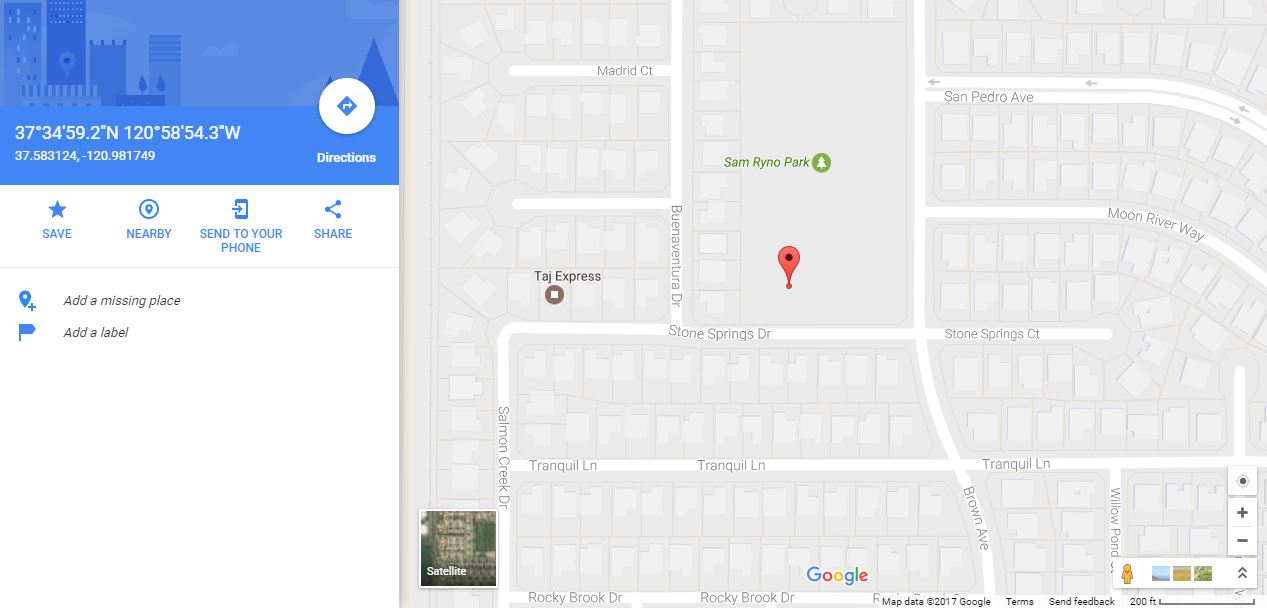 37°34'59.2"N 120°58'54.3"W
37.583124, -120.981749
Directions
SAVE
NEARBY
SEND TO YOUR
PHONE
SHARE
Add a missing place
Add a label
Madrid Ct
San Pedro Ave
Sam Ryno Park
Buenaventura Dr
Moon River Way
Taj Express
Stone Springs Dr
Stone Springs Ct
Salmon Creek Dr
Tranquil Ln
Tranquil Ln
Tranquil Ln
Brown Ave
Willow Pond
Satellite
Google
Rocky Brook Dr
Rocky Brook Dr
Map data ©2017 Google
Terms
Send feedback
200 ft